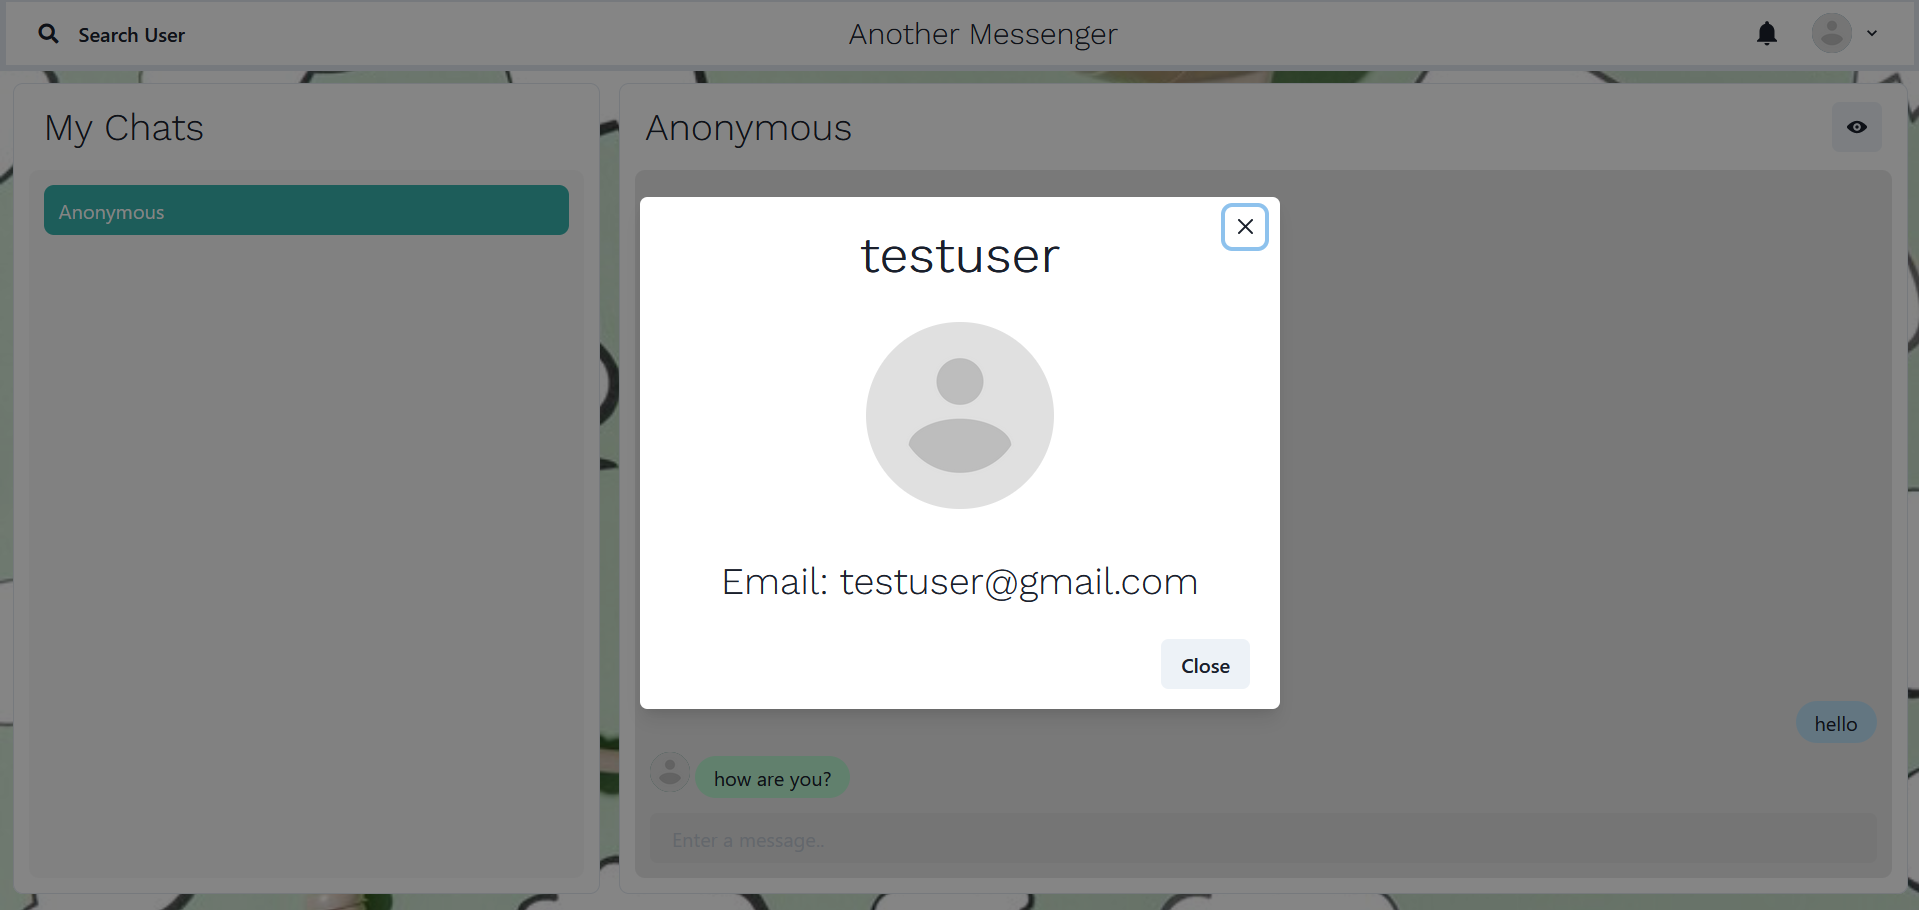 Search User
Another Messenger
My Chats
Anonymous
Anonymous
testuser
Email: testuser@gmail.com
Close
hello
how are you?
Enter a message..